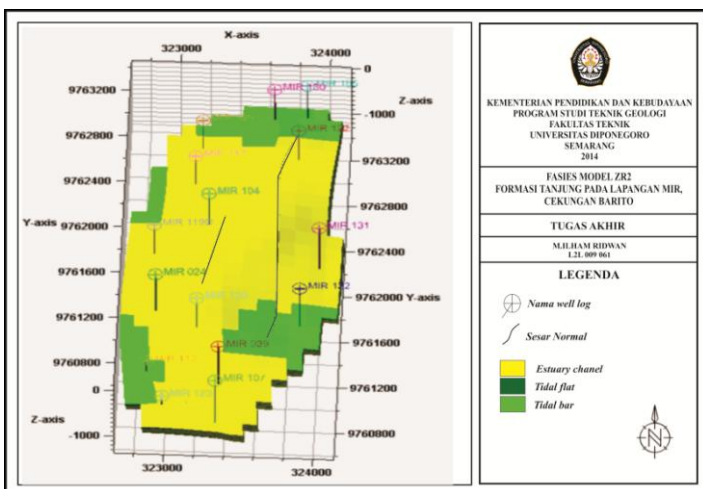 X-axis
323000
324000
0
-1000
Z-axis
9763200
9762800
9762400
Y-axis
9762000
9761600
9761200
9760800
0
Z-axis
-1000
9763200
9762800
9762400
9762000 Y-axis
9761600
9761200
9760800
323000
324000
MIR 104
MIR 131
MIR 024
MIR 107
KEMENTERIAN PENDIDIKAN DAN KEBUDAYAAN
PROGRAM STUDI TEKNIK GEOLOGI
FAKULTAS TEKNIK
UNIVERSITAS DIPONEGORO
SEMARANG
2014
FASIES MODEL ZR2
FORMASI TANJUNG PADA LAPANGAN MIR,
CEKUNGAN BARITO
TUGAS AKHIR
M.ILHAM RIDWAN
L2L 009 061
LEGENDA
Nama well log
Sesar Normal
Estuary chanel
Tidal flat
Tidal bar
N